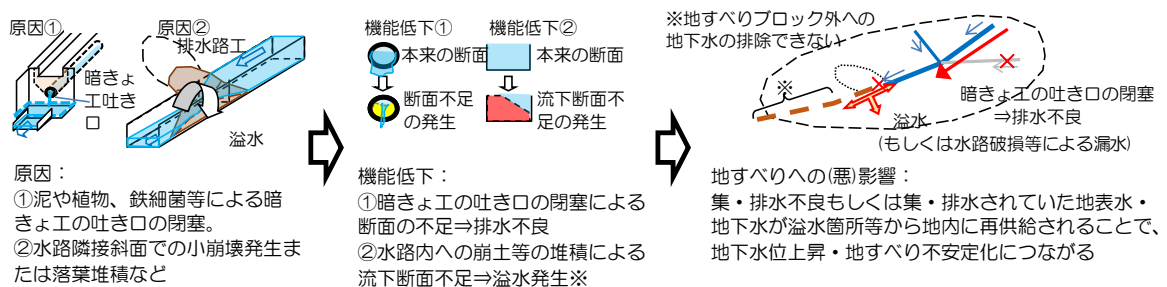 原因①
原因②
排水路工
暗きょ
工吐き
口
溢水
原因：
①泥や植物、鉄細菌等による暗
きょ工の吐き口の閉塞。
②水路隣接斜面での小崩壊発生ま
たは落葉堆積など
機能低下①
機能低下②
本来の断面
本来の断面
断面不足
の発生
流下断面不
足の発生
機能低下：
①暗きょ工の吐き口の閉塞による
断面の不足⇒排水不良
②水路内への崩土等の堆積による
流下断面不足⇒溢水発生※
※地すべりブロック外への
地下水の排除できない
※
暗きょ工の吐き口の閉塞
⇒排水不良
溢水
(もしくは水路破損等による漏水)
地すべりへの(悪)影響：
集・排水不良もしくは集・排水されていた地表水・
地下水が溢水箇所等から地内に再供給されることで、
地下水位上昇・地すべり不安定化につながる